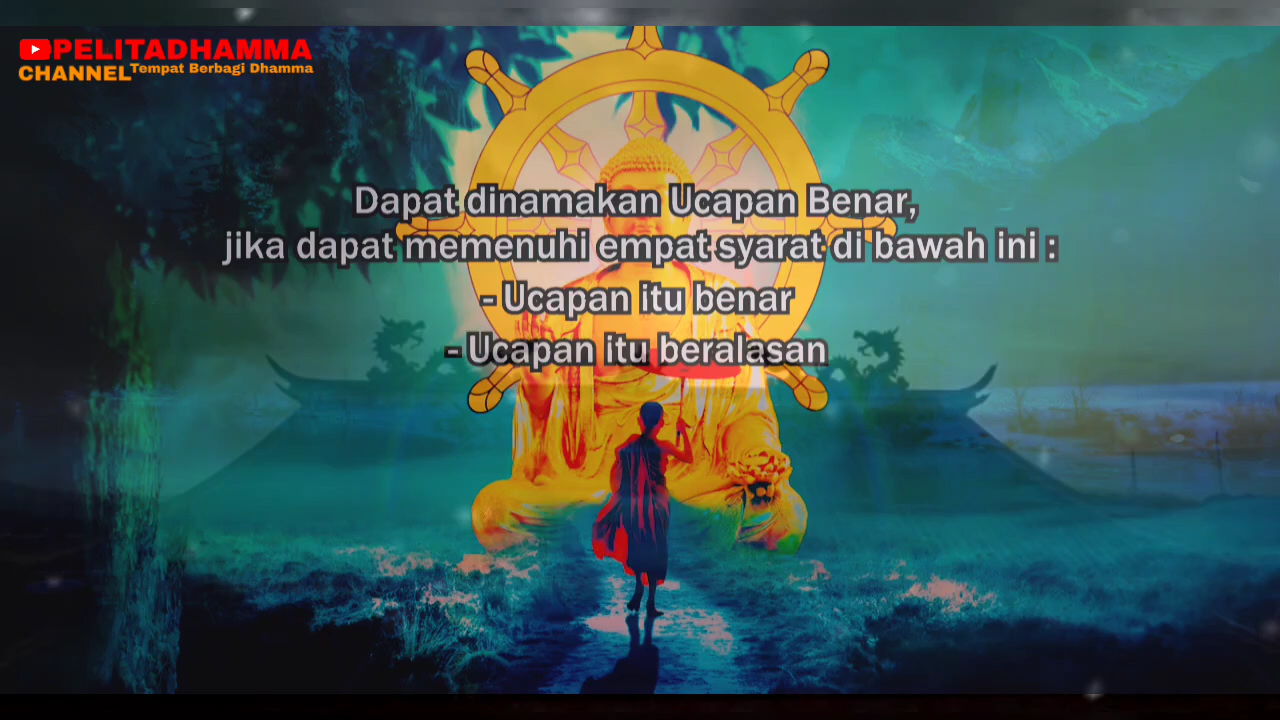 PELITADHAMMA
CHANNEL Tempat Berbagi Dhamma
Dapat dinamakan Ucapan Benar,
jika dapat memenuhi empat syarat di bawah ini :
- Ucapan itu benar
- Ucapan itu beralasan